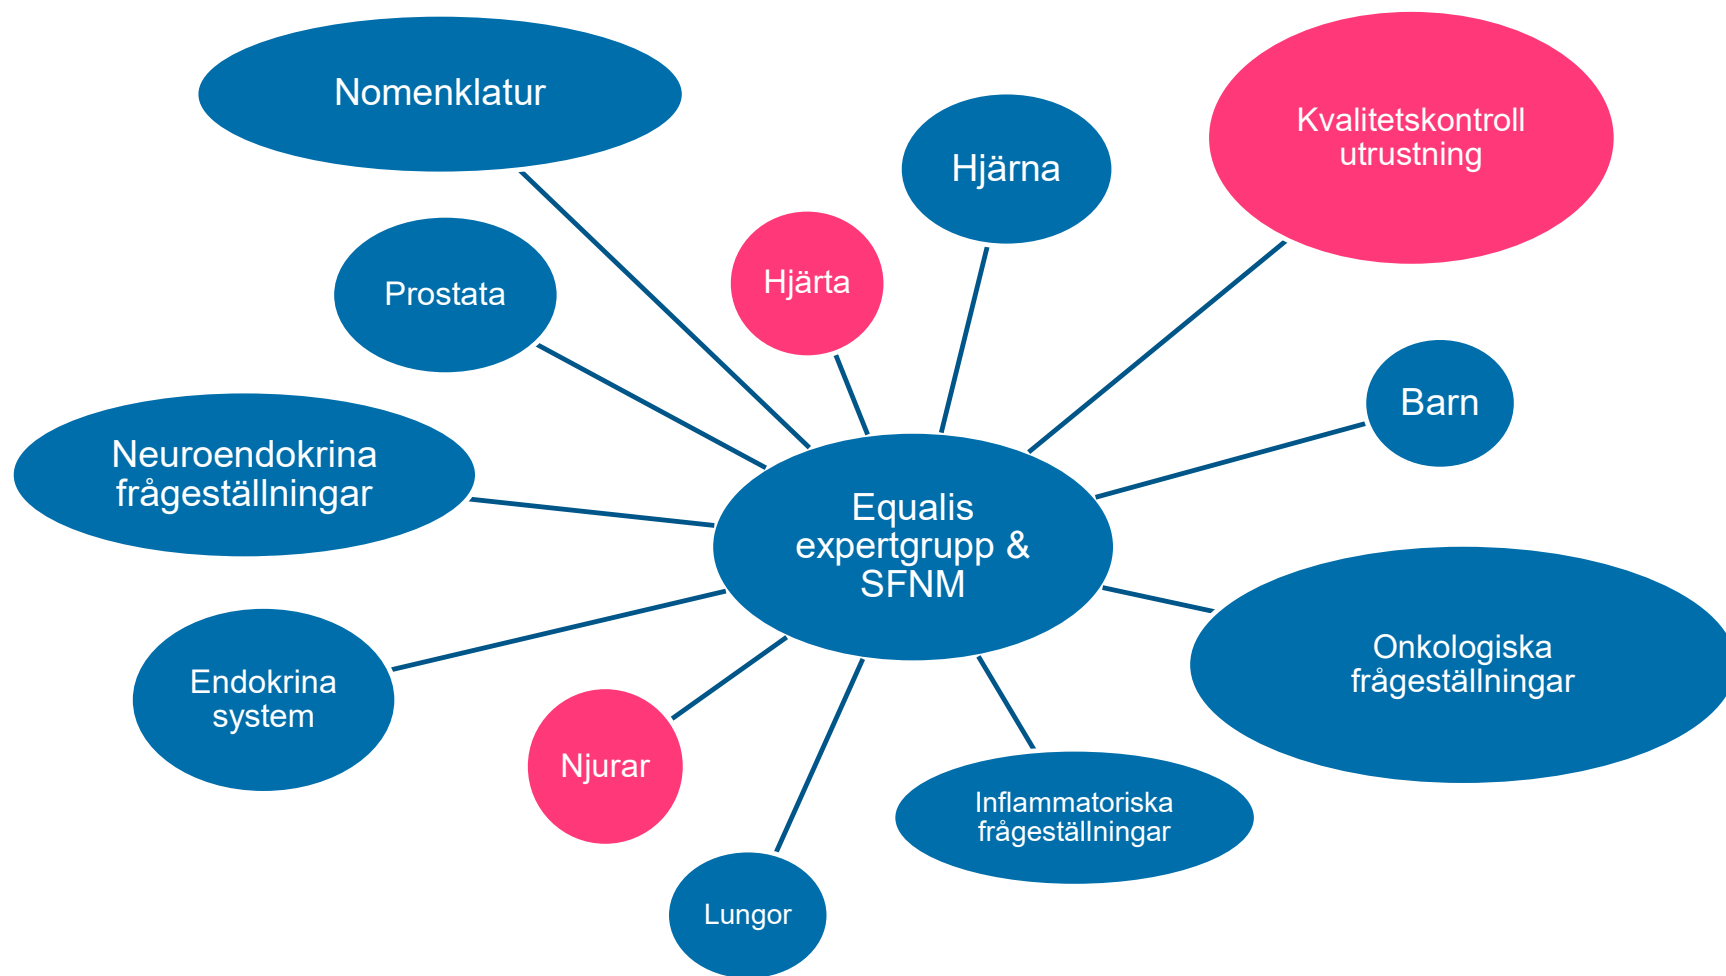 Nomenklatur
Kvalitetskontroll
utrustning
Hjärna
Hjärta
Prostata
Barn
Neuroendokrina
frågeställningar
Equalis
expertgrupp &
SFNM
Onkologiska
frågeställningar
Endokrina
system
Njurar
Inflammatoriska
frågeställningar
Lungor